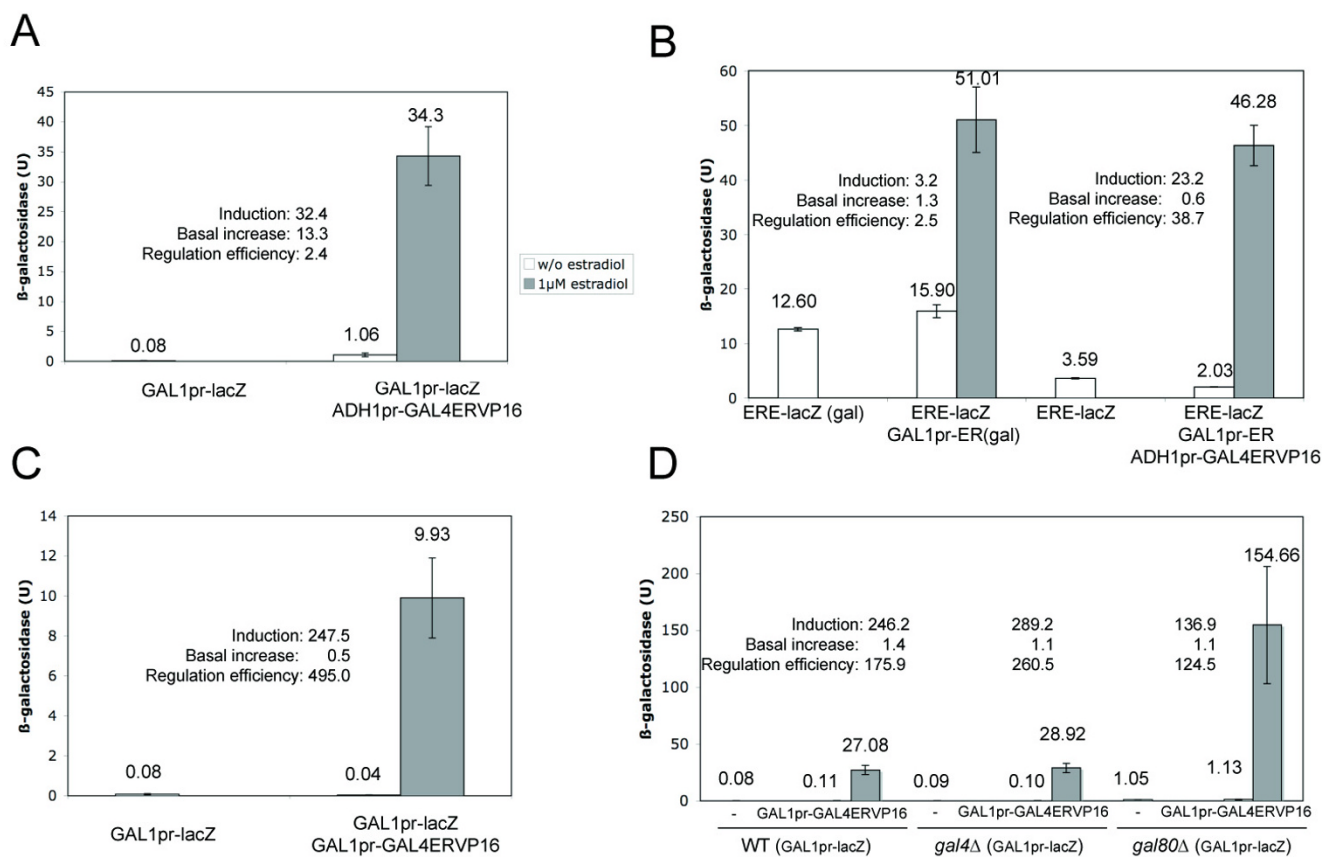 A
ß-galactosidase (U)
45
40
35
30
25
20
15
10
5
0
34.3
Induction: 32.4
Basal increase: 13.3
Regulation efficiency: 2.4
0.08
1.06
GAL1pr-lacZ
GAL1pr-lacZ
ADH1pr-GAL4ERVP16
w/o estradiol
1µM estradiol
B
ß-galactosidase (U)
60
50
40
30
20
10
0
51.01
46.28
Induction: 3.2
Basal increase: 1.3
Regulation efficiency: 2.5
Induction: 23.2
Basal increase: 0.6
Regulation efficiency: 38.7
12.60
15.90
3.59
2.03
ERE-lacZ (gal)
ERE-lacZ
GAL1pr-ER(gal)
ERE-lacZ
ERE-lacZ
GAL1pr-ER
ADH1pr-GAL4ERVP16
C
ß-galactosidase (U)
14
12
10
8
6
4
2
0
9.93
Induction: 247.5
Basal increase: 0.5
Regulation efficiency: 495.0
0.08
0.04
GAL1pr-lacZ
GAL1pr-lacZ
GAL1pr-GAL4ERVP16
D
ß-galactosidase (U)
250
200
150
100
50
0
154.66
Induction: 246.2 289.2 136.9
Basal increase: 1.4 1.1 1.1
Regulation efficiency: 175.9 260.5 124.5
0.08
0.11
27.08
0.09
0.10
28.92
1.05
1.13
- GAL1pr-GAL4ERVP16 - GAL1pr-GAL4ERVP16 - GAL1pr-GAL4ERVP16
WT (GAL1pr-lacZ) gal4Δ (GAL1pr-lacZ) gal80Δ (GAL1pr-lacZ)